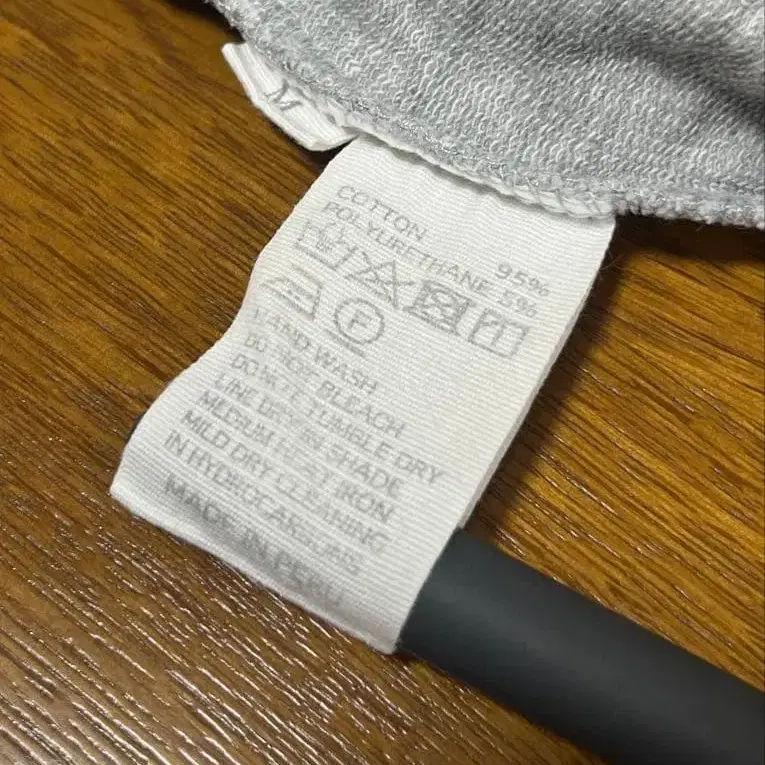 M
COTTON 95%
POLYURETHANE 5%
F
HAND WASH
DO NOT BLEACH
DO NOT TUMBLE DRY
LINE DRY IN SHADE
MEDIUM HEAT IRON
MILD DRY CLEANING
IN HYDROCARBONS
MADE IN PERU